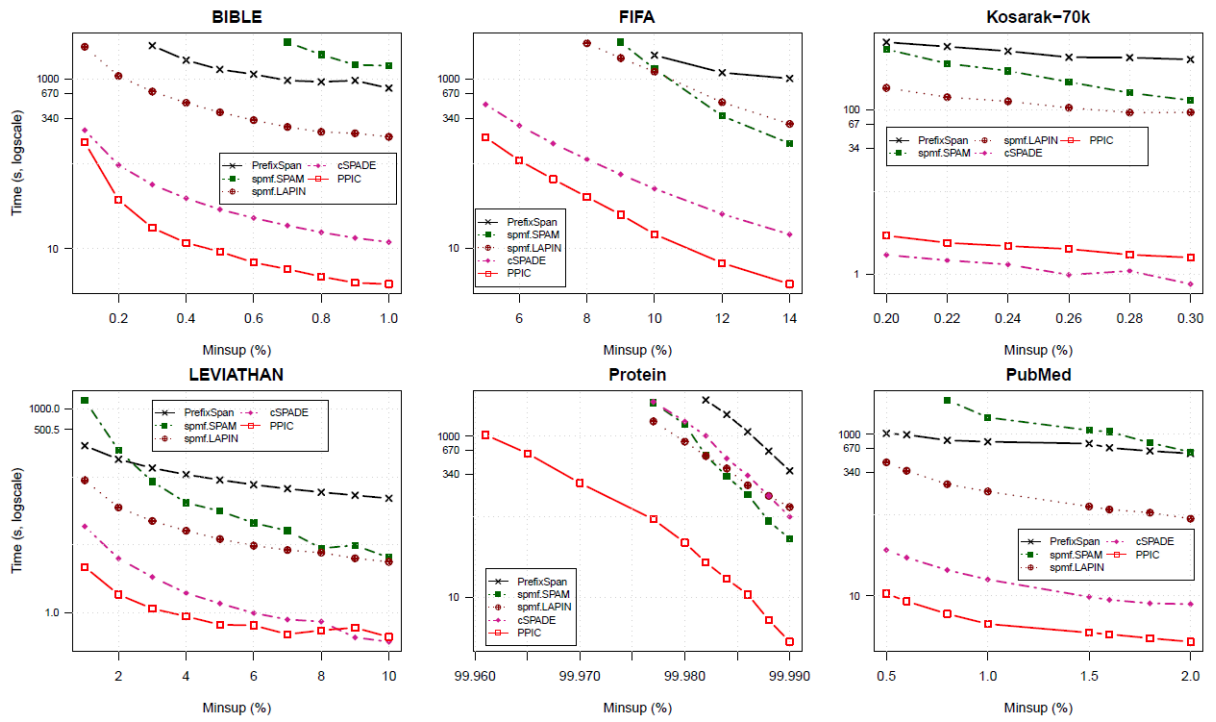 BIBLE
Time (s, logscale)
1000
670
340
10
PrefixSpan
spmf.SPAM
spmf.LAPIN
cSPADE
PPIC
0.2 0.4 0.6 0.8 1.0
Minsup (%)
FIFA
1000
670
340
10
PrefixSpan
spmf.SPAM
spmf.LAPIN
cSPADE
PPIC
6 8 10 12 14
Minsup (%)
Kosarak−70k
100
67
34
1
PrefixSpan
spmf.SPAM
spmf.LAPIN
cSPADE
PPIC
0.20 0.22 0.24 0.26 0.28 0.30
Minsup (%)
LEVIATHAN
Time (s, logscale)
1000.0
500.5
1.0
PrefixSpan
spmf.SPAM
spmf.LAPIN
cSPADE
PPIC
2 4 6 8 10
Minsup (%)
Protein
1000
670
340
10
PrefixSpan
spmf.SPAM
spmf.LAPIN
cSPADE
PPIC
99.960 99.970 99.980 99.990
Minsup (%)
PubMed
1000
670
340
10
PrefixSpan
spmf.SPAM
spmf.LAPIN
cSPADE
PPIC
0.5 1.0 1.5 2.0
Minsup (%)